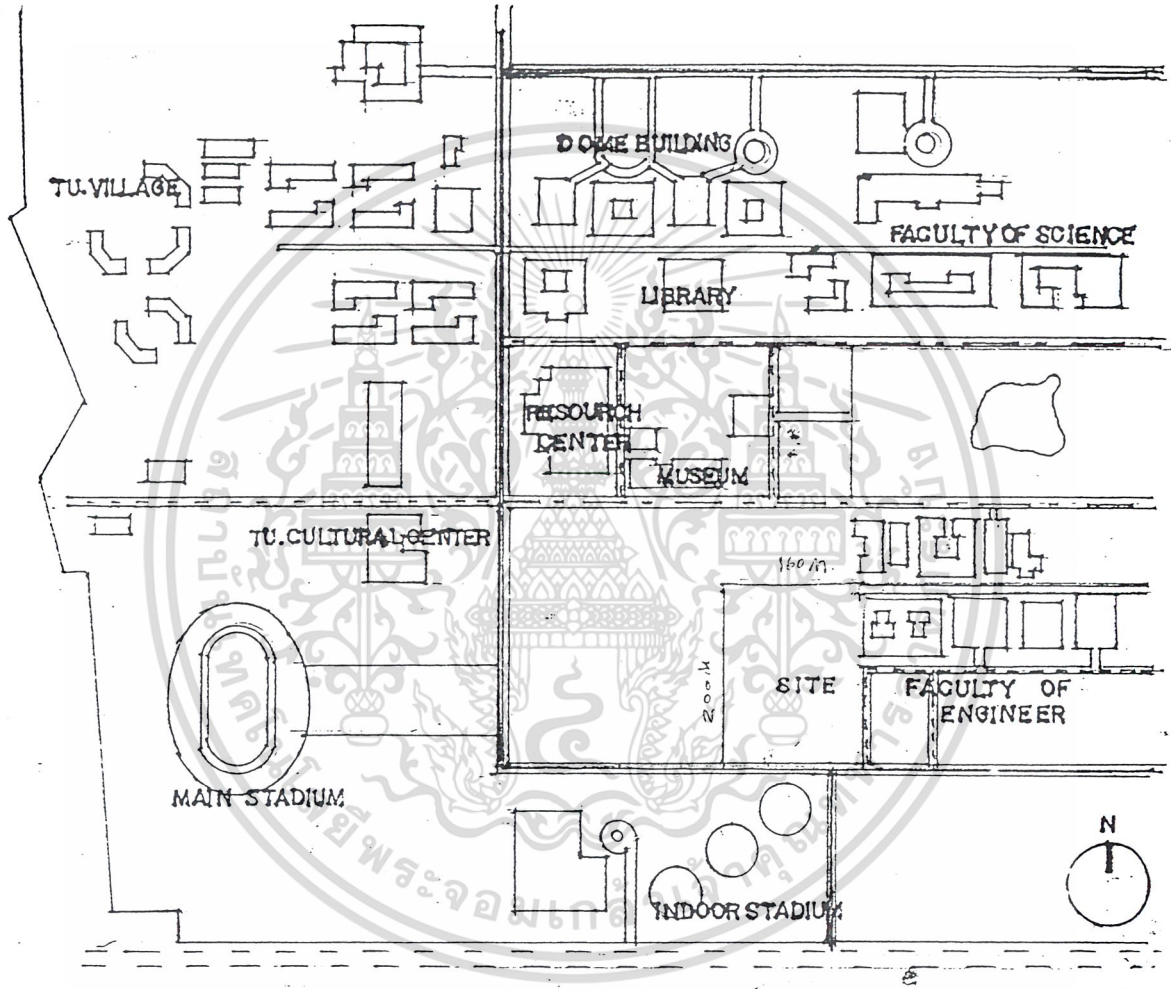 DOME BUILDING
TU.VILLAGE
FACULTY OF SCIENCE
LIBRARY
RESOURCH
CENTER
MUSEUM
TU.CULTURAL CENTER
160 m.
200 m
SITE
FACULTY OF
ENGINEER
MAIN STADIUM
N
INDOOR STADIUM